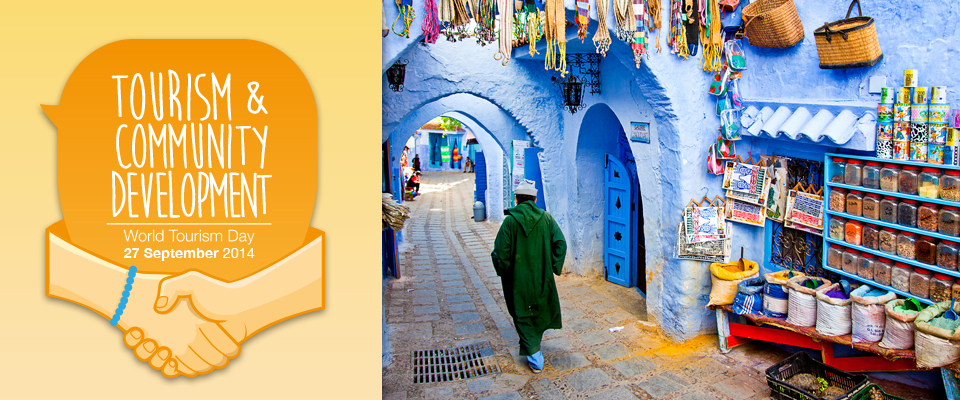 TOURISM &
COMMUNITY
DEVELOPMENT
World Tourism Day
27 September 2014